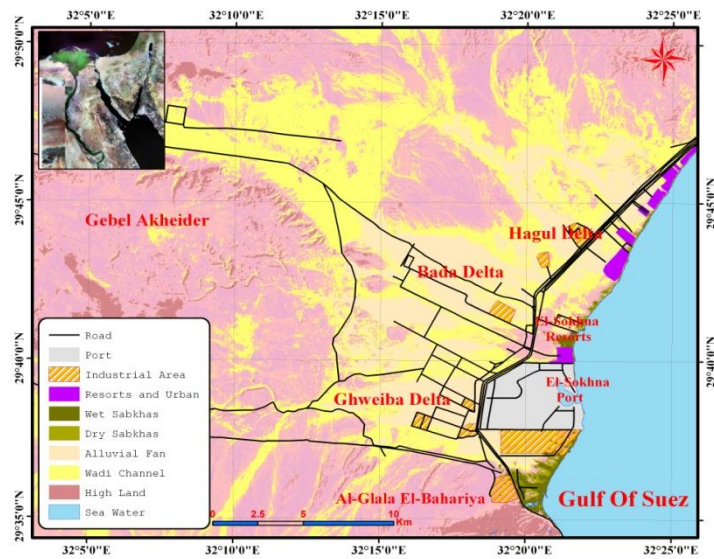 32°5'0"N 32°10'0"N 32°15'0"N 32°20'0"N 32°25'0"N
29°50'0"N
29°50'0"N
29°45'0"N
29°45'0"N
Gebel Akheider
Hagul Delta
Bada Delta
El-Sokhna
Resorts
29°40'0"N
29°40'0"N
El-Sokhna
Port
Ghweiba Delta
Road
Port
Industrial Area
Resorts and Urban
Wet Sabkhas
Dry Sabkhas
Alluvial Fan
Wadi Channel
High Land
Sea Water
Al-Glala El-Bahariya
Gulf Of Suez
0 2.5 5 10
Km
29°35'0"N
29°35'0"N
32°5'0"N 32°10'0"N 32°15'0"N 32°20'0"N 32°25'0"N